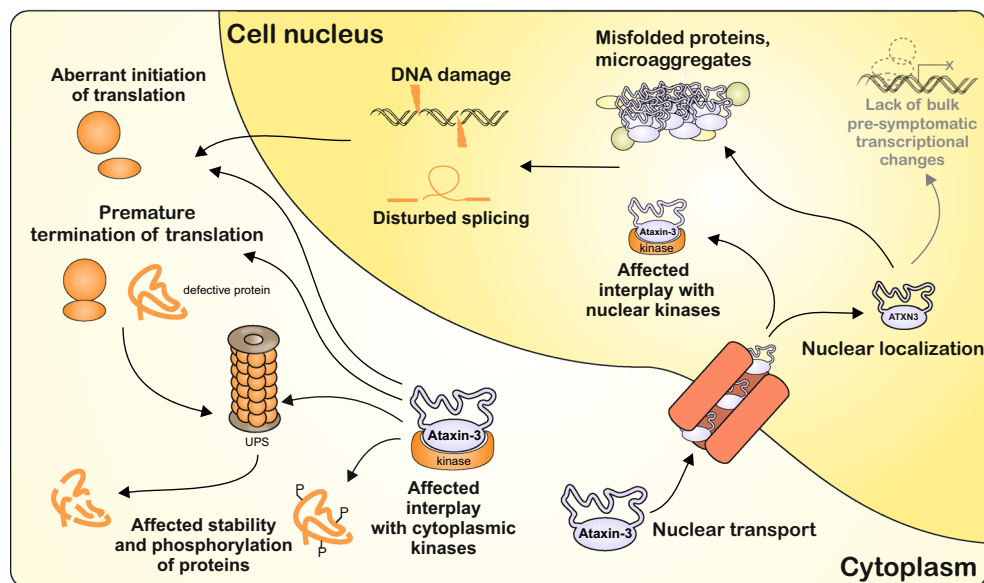 Cell nucleus
Aberrant initiation
of translation
DNA damage
Misfolded proteins,
microaggregates
x
Lack of bulk
pre-symptomatic
transcriptional
changes
Disturbed splicing
Premature
termination of translation
defective protein
Ataxin-3
kinase
Affected
interplay with
nuclear kinases
ATXN3
Nuclear localization
UPS
Ataxin-3
kinase
Affected
interplay
with cytoplasmic
kinases
P
P
P
Affected stability
and phosphorylation
of proteins
Ataxin-3
Nuclear transport
Cytoplasm